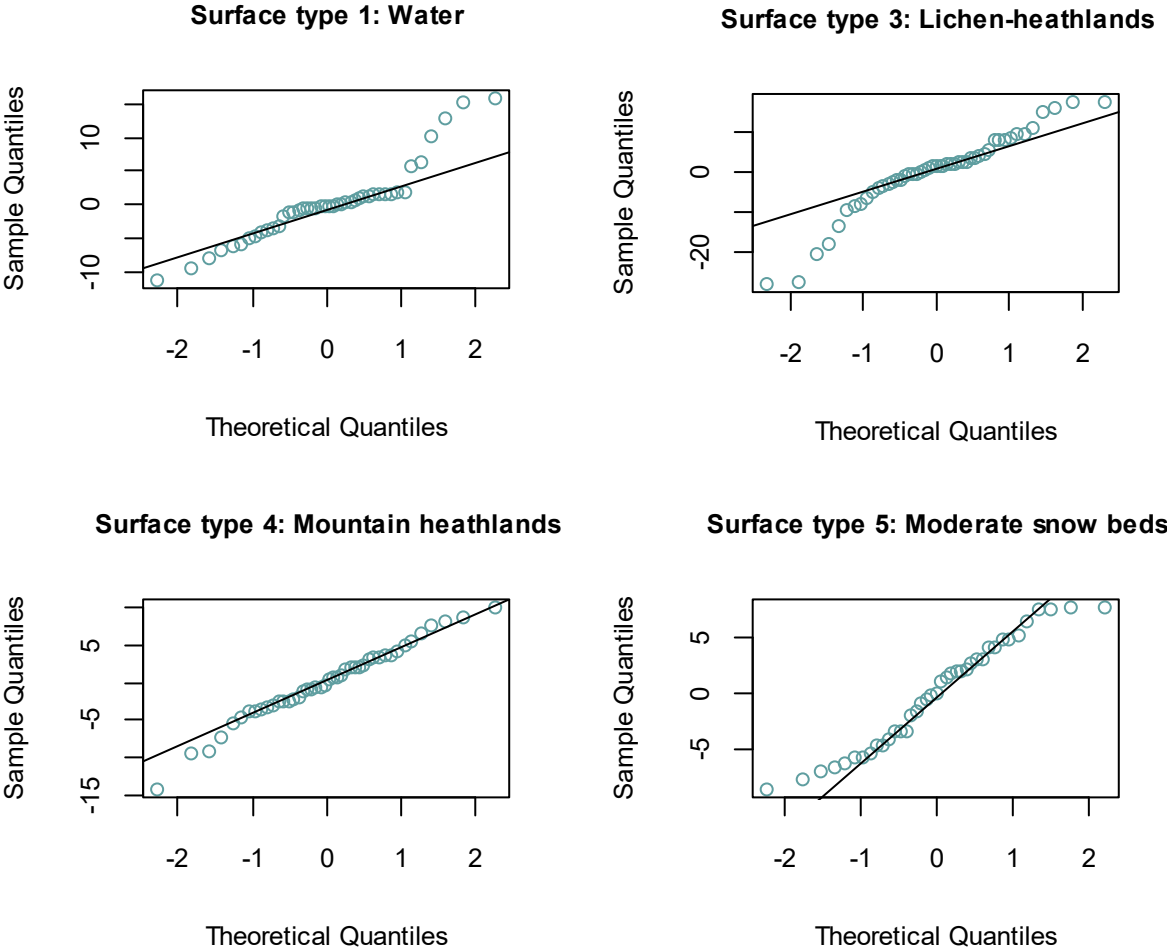 Surface type 1: Water
Sample Quantiles
10
0
-10
-2 -1 0 1 2
Theoretical Quantiles
Surface type 3: Lichen-heathlands
Sample Quantiles
0
-20
-2 -1 0 1 2
Theoretical Quantiles
Surface type 4: Mountain heathlands
Sample Quantiles
5
-5
-15
-2 -1 0 1 2
Theoretical Quantiles
Surface type 5: Moderate snow beds
Sample Quantiles
5
0
-5
-2 -1 0 1 2
Theoretical Quantiles